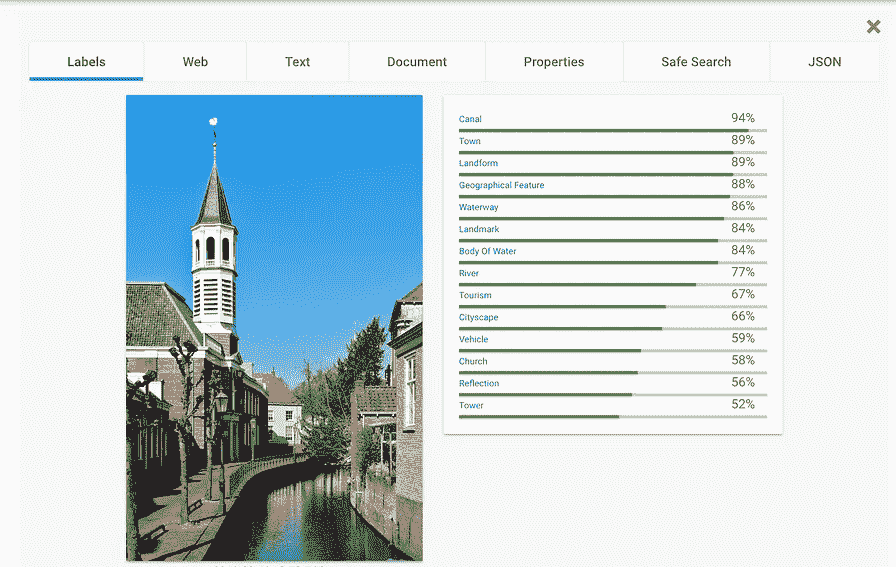 Labels Web Text Document Properties Safe Search JSON
Canal 94%
Town 89%
Landform 89%
Geographical Feature 88%
Waterway 86%
Landmark 84%
Body Of Water 84%
River 77%
Tourism 67%
Cityscape 66%
Vehicle 59%
Church 58%
Reflection 56%
Tower 52%